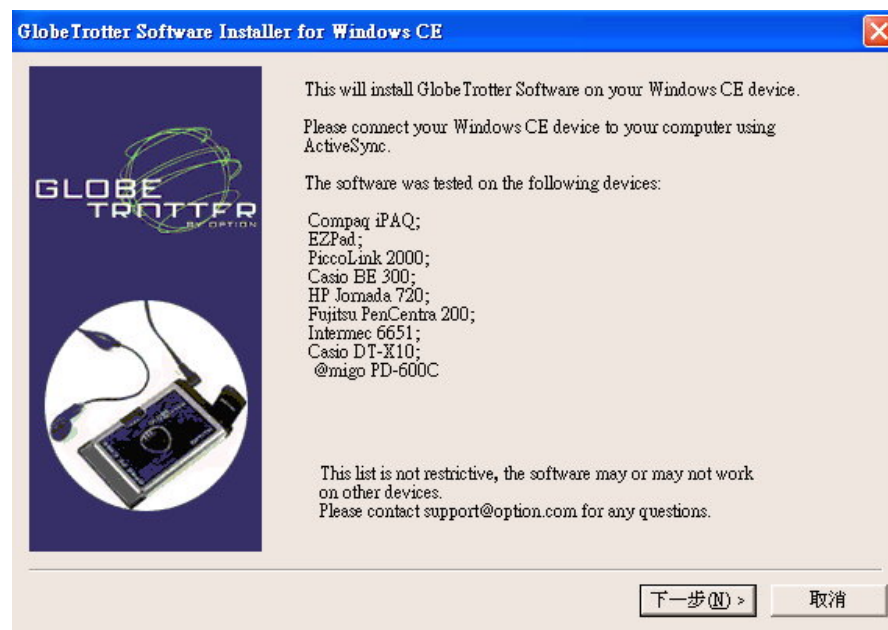 GlobeTrotter Software Installer for Windows CE
This will install GlobeTrotter Software on your Windows CE device.
Please connect your Windows CE device to your computer using
ActiveSync.
The software was tested on the following devices:
Compaq iPAQ;
EZPad;
PiccoLink 2000;
Casio BE 300;
HP Jornada 720;
Fujitsu PenCentra 200;
Intermec 6651;
Casio DT-X10;
@migo PD-600C
This list is not restrictive, the software may or may not work
on other devices.
Please contact support@option.com for any questions.
GLOBE
TROTTER
BY OPTION
下一步(N) >
取消